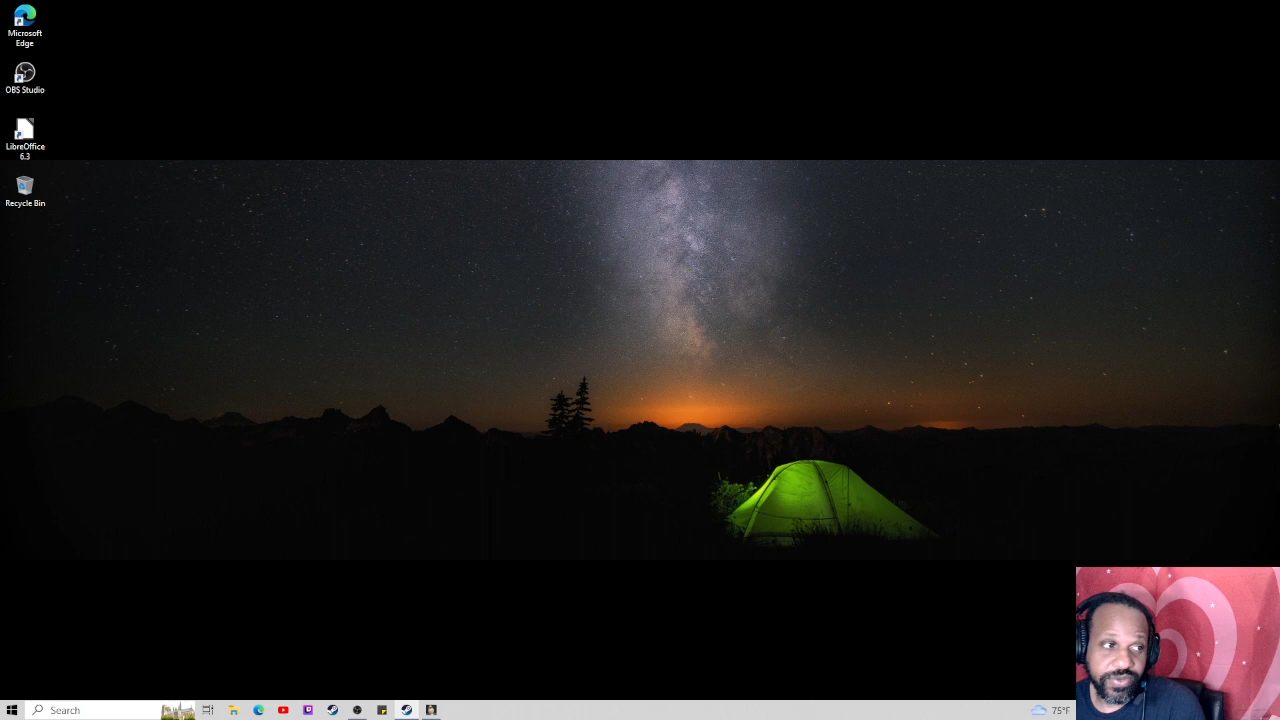 Microsoft
Edge
OBS Studio
LibreOffice
6.3
Recycle Bin
Search
75°F